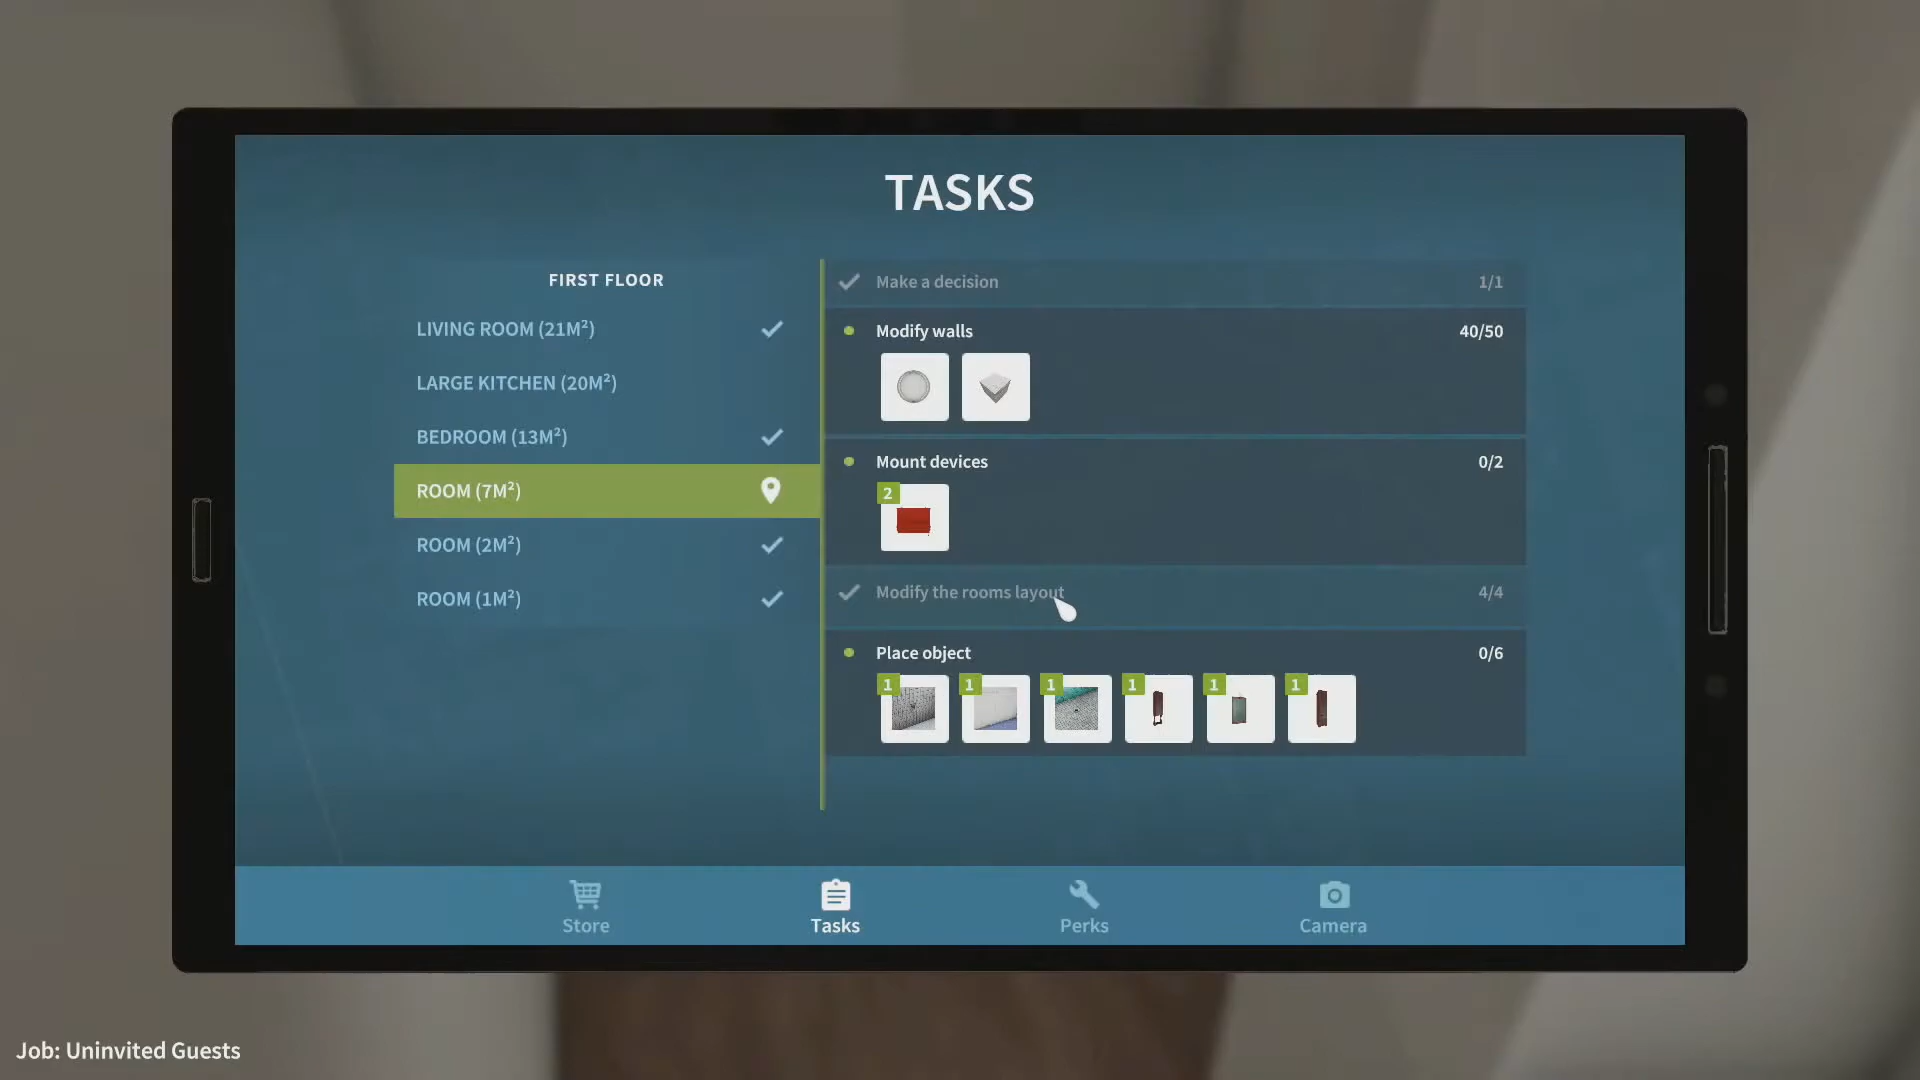 TASKS
FIRST FLOOR
LIVING ROOM (21M²)
LARGE KITCHEN (20M²)
BEDROOM (13M²)
ROOM (7M²)
ROOM (2M²)
ROOM (1M²)
Make a decision 1/1
Modify walls 40/50
Mount devices 0/2
2
Modify the rooms layout 4/4
Place object 0/6
1 1 1 1 1 1
Store Tasks Perks Camera
Job: Uninvited Guests